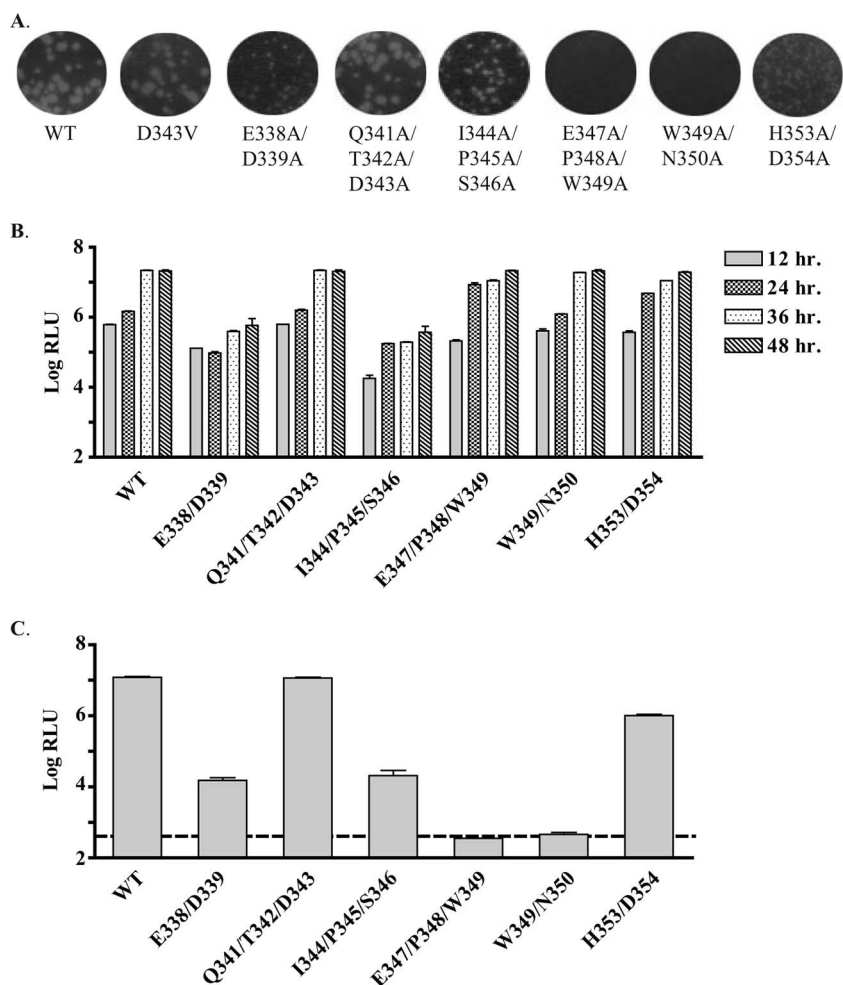 A.
WT
D343V
E338A/
D339A
Q341A/
T342A/
D343A
I344A/
P345A/
S346A
E347A/
P348A/
W349A
W349A/
N350A
H353A/
D354A
B.
8
6
4
2
Log RLU
12 hr.
24 hr.
36 hr.
48 hr.
WT
E338/D339
Q341/T342/D343
I344/P345/S346
E347/P348/W349
W349/N350
H353/D354
C.
8
6
4
2
Log RLU
WT
E338/D339
Q341/T342/D343
I344/P345/S346
E347/P348/W349
W349/N350
H353/D354